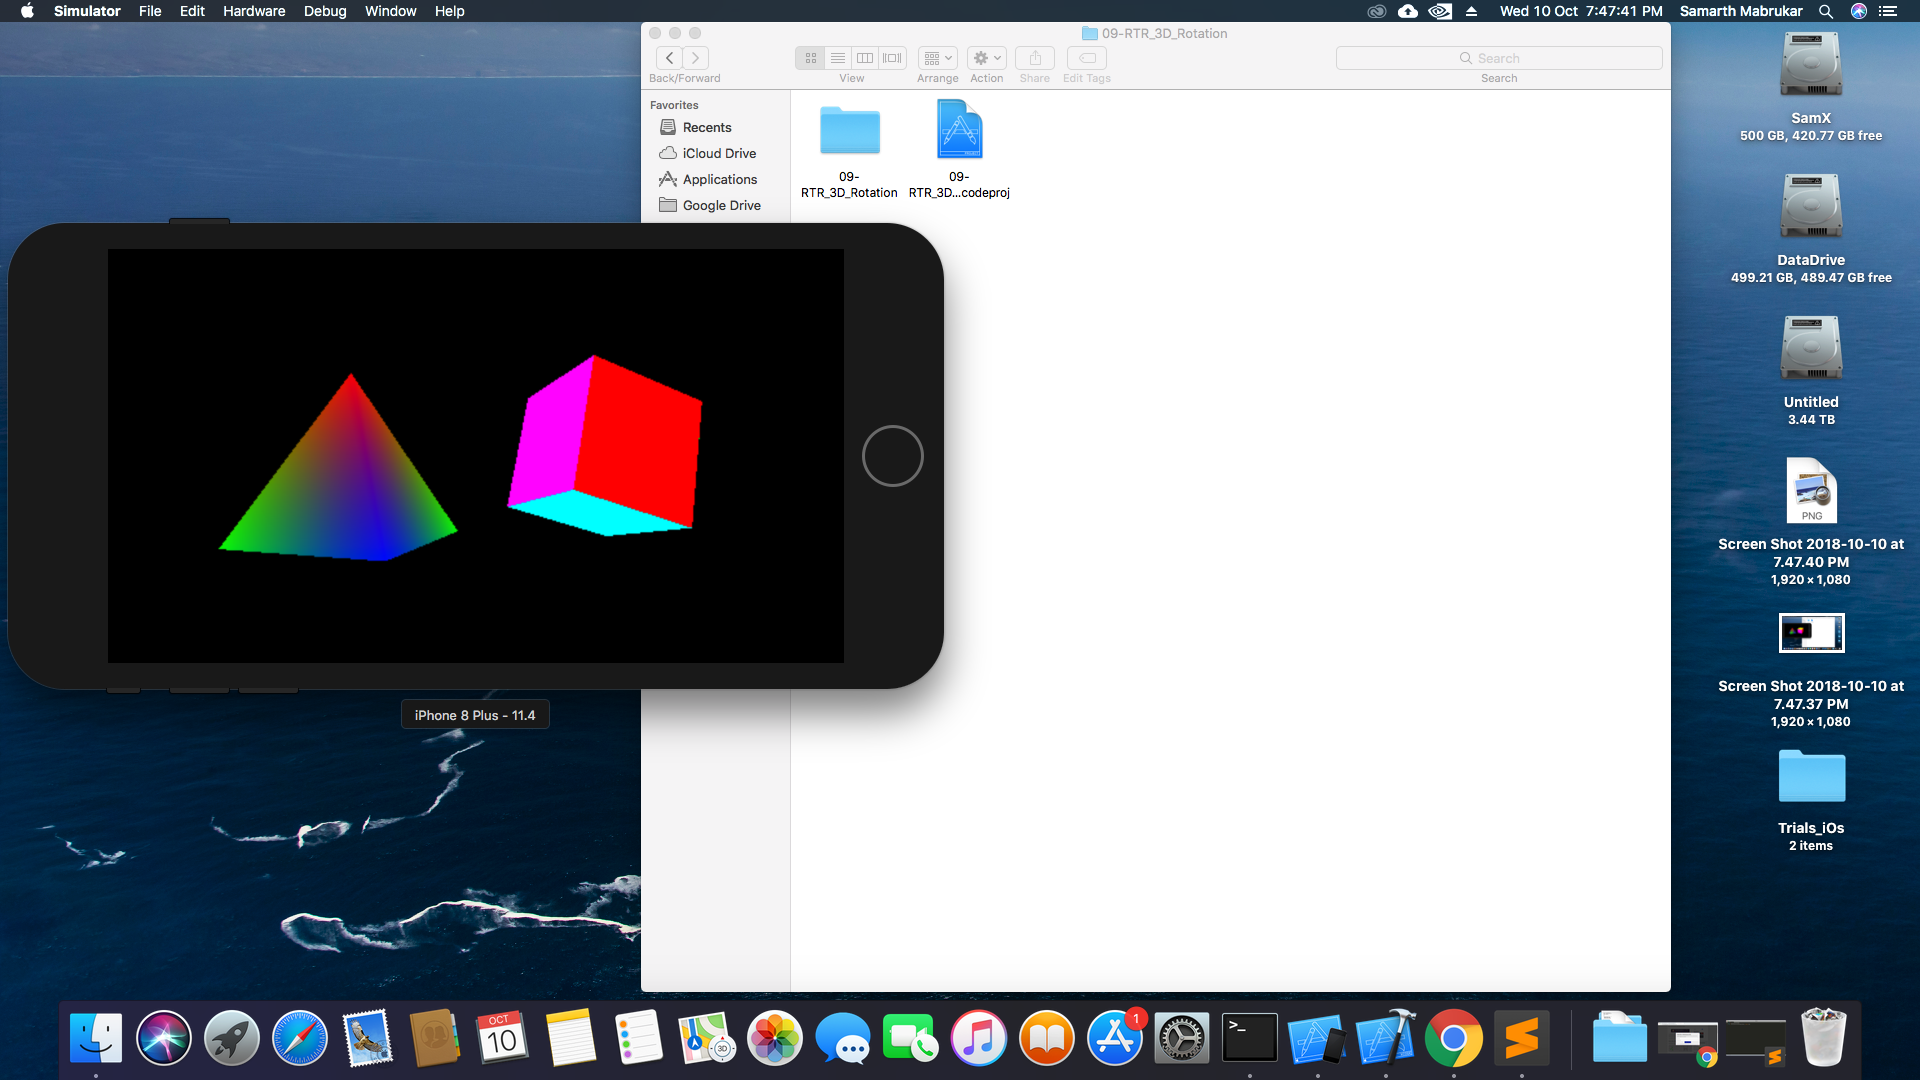 Simulator File Edit Hardware Debug Window Help
Wed 10 Oct 7:47:41 PM Samarth Mabrukar
09-RTR_3D_Rotation
Search
Back/Forward View Arrange Action Share Edit Tags Search
Favorites
Recents
iCloud Drive
Applications
Google Drive
09-
RTR_3D_Rotation
09-
RTR_3D...codeproj
iPhone 8 Plus - 11.4
SamX
500 GB, 420.77 GB free
DataDrive
499.21 GB, 489.47 GB free
Untitled
3.44 TB
PNG
Screen Shot 2018-10-10 at
7.47.40 PM
1,920 × 1,080
Screen Shot 2018-10-10 at
7.47.37 PM
1,920 × 1,080
Trials_iOs
2 items
OCT
10
3D
1
>_